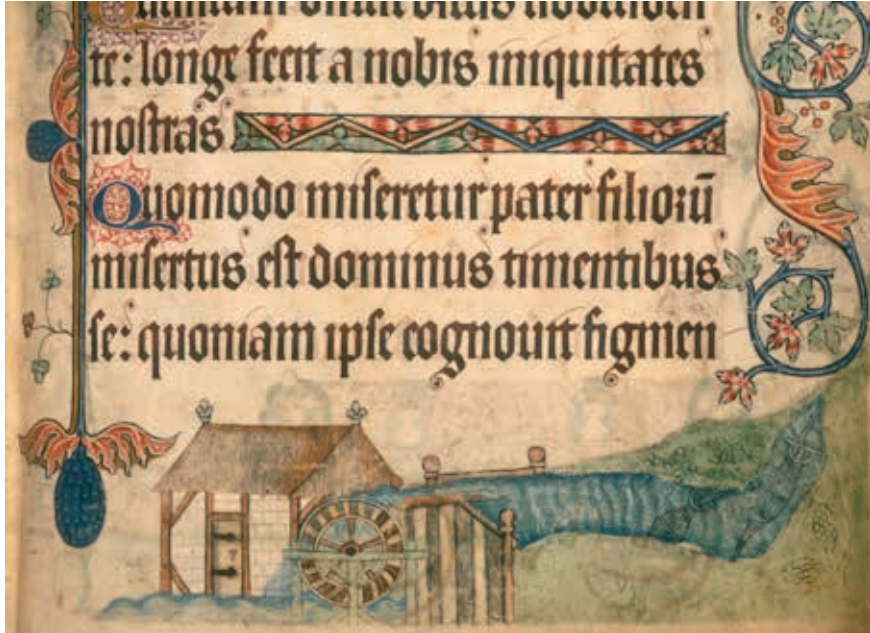 te: longe fecit a nobis iniquitates
nostras
Quomodo miseretur pater filiorū
misertus est dominus timentibus
se: quoniam ipse cognovit figmen